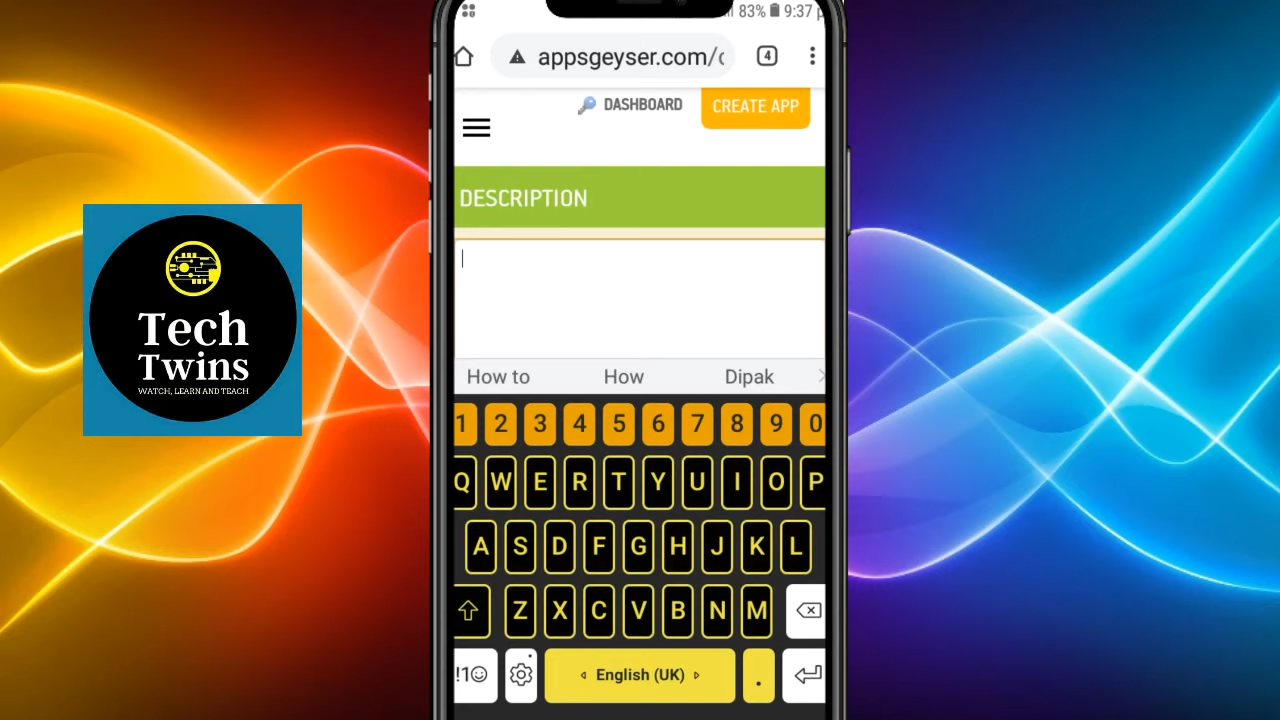 83% 9:37
appsgeyser.com/
4
DASHBOARD
CREATE APP
DESCRIPTION
Tech
Twins
WATCH, LEARN AND TEACH
How to How Dipak
1 2 3 4 5 6 7 8 9 0
Q W E R T Y U I O P
A S D F G H J K L
Z X C V B N M
!1☺ English (UK) .